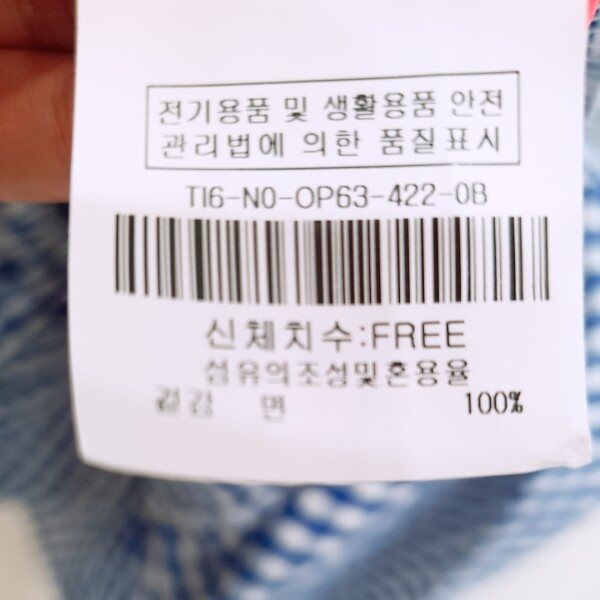 전기용품 및 생활용품 안전
관리법에 의한 품질표시
TI6-N0-OP63-422-0B
신체치수:FREE
섬유의조성및혼용율
겉감 면 100%